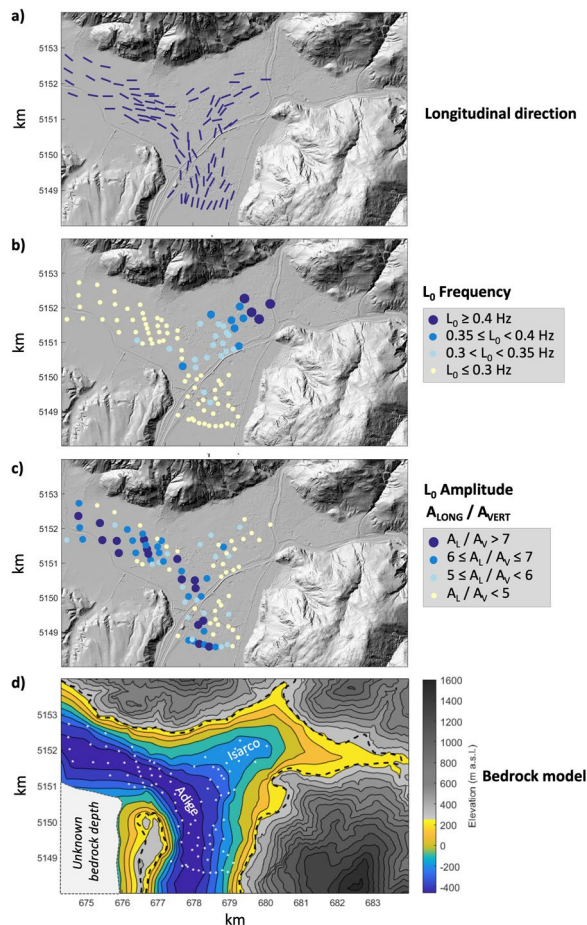 a)
5153
5152
5151
5150
5149
km
Longitudinal direction
b)
5153
5152
5151
5150
5149
km
L₀ Frequency
L₀ ≥ 0.4 Hz
0.35 ≤ L₀ < 0.4 Hz
0.3 < L₀ < 0.35 Hz
L₀ ≤ 0.3 Hz
c)
5153
5152
5151
5150
5149
km
L₀ Amplitude
A_LONG / A_VERT
A_L / A_V > 7
6 ≤ A_L / A_V ≤ 7
5 ≤ A_L / A_V < 6
A_L / A_V < 5
d)
5153
5152
5151
5150
5149
km
Isarco
Adige
Unknown
bedrock depth
675 676 677 678 679 680 681 682 683
km
1600
1400
1200
1000
800
600
400
200
0
-200
-400
Elevation (m a.s.l.)
Bedrock model